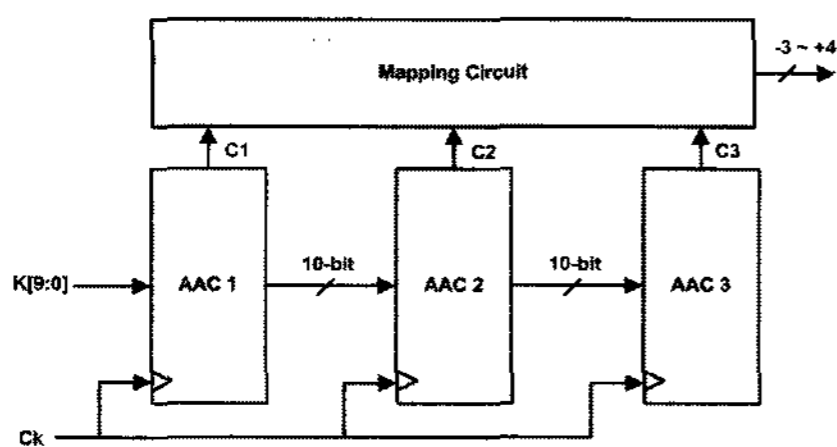 Mapping Circuit
-3 ~ +4
C1
C2
C3
K[9:0]
AAC 1
10-bit
AAC 2
10-bit
AAC 3
Ck